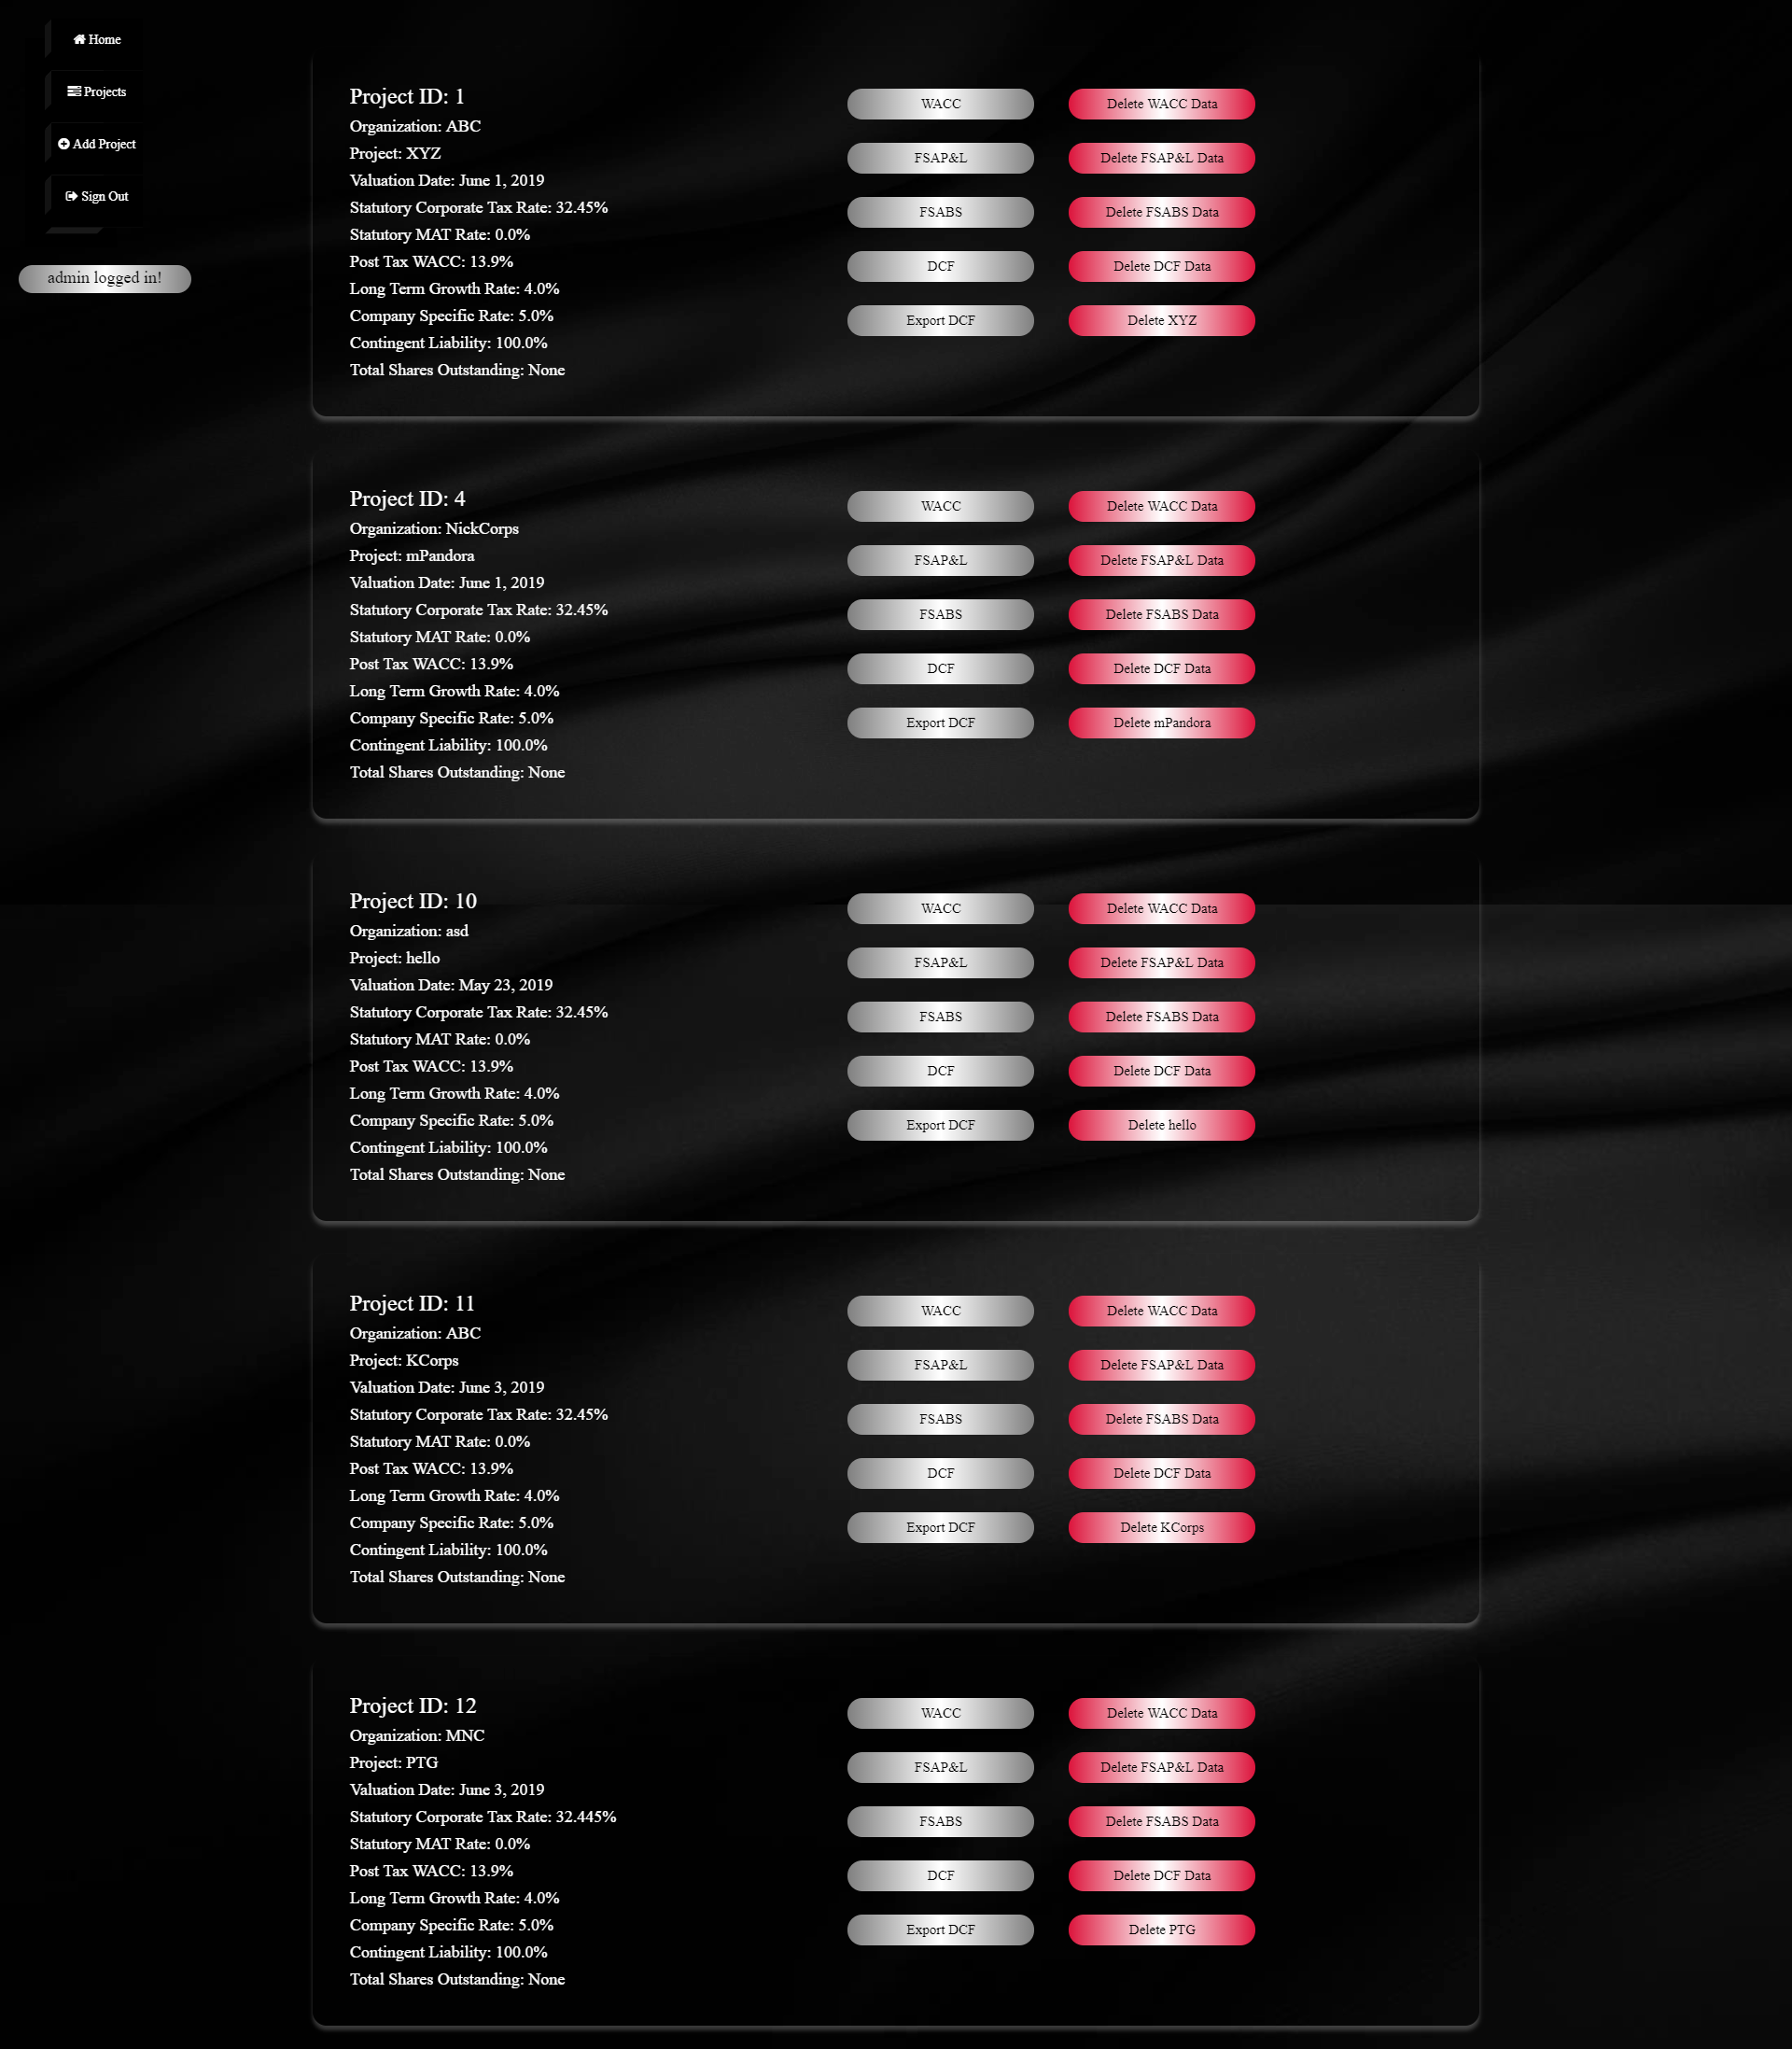 Home
Projects
Add Project
Sign Out
admin logged in!
Project ID: 1
Organization: ABC
Project: XYZ
Valuation Date: June 1, 2019
Statutory Corporate Tax Rate: 32.45%
Statutory MAT Rate: 0.0%
Post Tax WACC: 13.9%
Long Term Growth Rate: 4.0%
Company Specific Rate: 5.0%
Contingent Liability: 100.0%
Total Shares Outstanding: None
WACC
Delete WACC Data
FSAP&L
Delete FSAP&L Data
FSABS
Delete FSABS Data
DCF
Delete DCF Data
Export DCF
Delete XYZ
Project ID: 4
Organization: NickCorps
Project: mPandora
Valuation Date: June 1, 2019
Statutory Corporate Tax Rate: 32.45%
Statutory MAT Rate: 0.0%
Post Tax WACC: 13.9%
Long Term Growth Rate: 4.0%
Company Specific Rate: 5.0%
Contingent Liability: 100.0%
Total Shares Outstanding: None
WACC
Delete WACC Data
FSAP&L
Delete FSAP&L Data
FSABS
Delete FSABS Data
DCF
Delete DCF Data
Export DCF
Delete mPandora
Project ID: 10
Organization: asd
Project: hello
Valuation Date: May 23, 2019
Statutory Corporate Tax Rate: 32.45%
Statutory MAT Rate: 0.0%
Post Tax WACC: 13.9%
Long Term Growth Rate: 4.0%
Company Specific Rate: 5.0%
Contingent Liability: 100.0%
Total Shares Outstanding: None
WACC
Delete WACC Data
FSAP&L
Delete FSAP&L Data
FSABS
Delete FSABS Data
DCF
Delete DCF Data
Export DCF
Delete hello
Project ID: 11
Organization: ABC
Project: KCorps
Valuation Date: June 3, 2019
Statutory Corporate Tax Rate: 32.45%
Statutory MAT Rate: 0.0%
Post Tax WACC: 13.9%
Long Term Growth Rate: 4.0%
Company Specific Rate: 5.0%
Contingent Liability: 100.0%
Total Shares Outstanding: None
WACC
Delete WACC Data
FSAP&L
Delete FSAP&L Data
FSABS
Delete FSABS Data
DCF
Delete DCF Data
Export DCF
Delete KCorps
Project ID: 12
Organization: MNC
Project: PTG
Valuation Date: June 3, 2019
Statutory Corporate Tax Rate: 32.445%
Statutory MAT Rate: 0.0%
Post Tax WACC: 13.9%
Long Term Growth Rate: 4.0%
Company Specific Rate: 5.0%
Contingent Liability: 100.0%
Total Shares Outstanding: None
WACC
Delete WACC Data
FSAP&L
Delete FSAP&L Data
FSABS
Delete FSABS Data
DCF
Delete DCF Data
Export DCF
Delete PTG